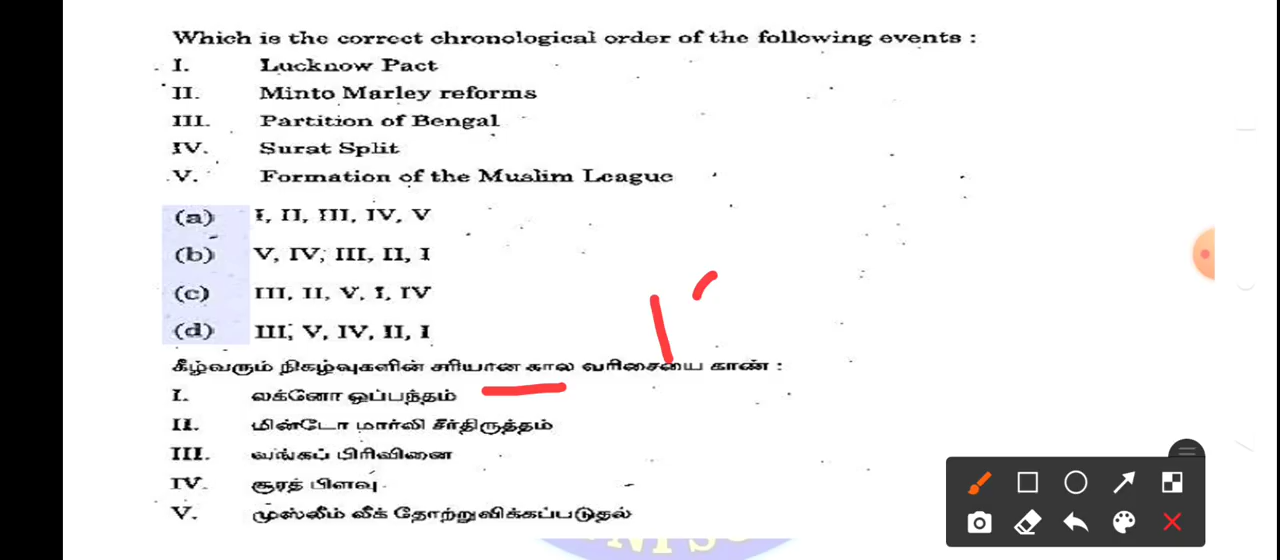 Which is the correct chronological order of the following events :
I. Lucknow Pact
II. Minto Marley reforms
III. Partition of Bengal
IV. Surat Split
V. Formation of the Muslim League
(a) I, II, III, IV, V
(b) V, IV, III, II, I
(c) III, II, V, I, IV
(d) III, V, IV, II, I
கீழ்வரும் நிகழ்வுகளின் சரியான கால வரிசையை காண் :
I. லக்னோ ஒப்பந்தம்
II. மின்டோ மார்லி சீர்திருத்தம்
III. வங்கப் பிரிவினை
IV. சூரத் பிளவு
V. முஸ்லீம் லீக் தோற்றுவிக்கப்படுதல்